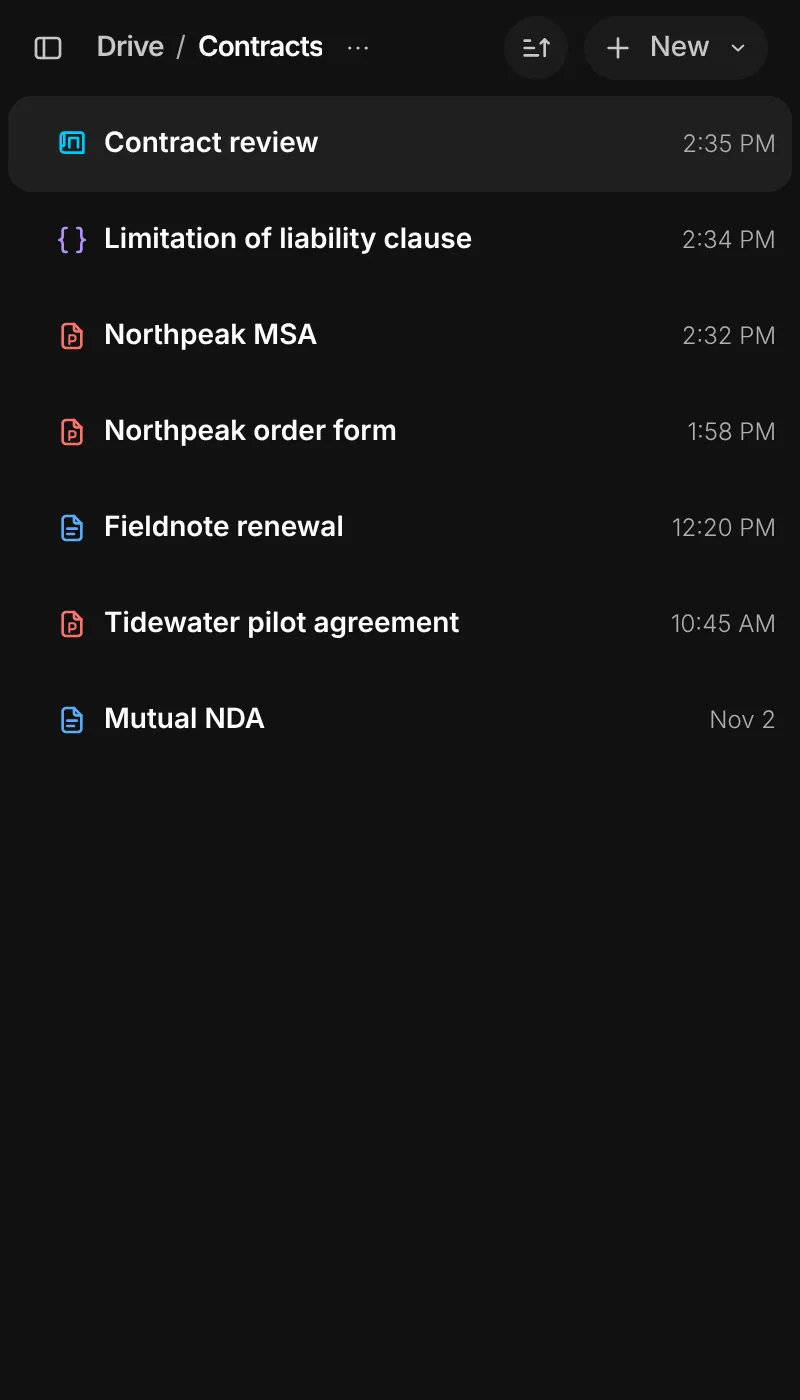 Drive / Contracts ...
New
Contract review 2:35 PM
{ } Limitation of liability clause 2:34 PM
P Northpeak MSA 2:32 PM
P Northpeak order form 1:58 PM
Fieldnote renewal 12:20 PM
P Tidewater pilot agreement 10:45 AM
Mutual NDA Nov 2